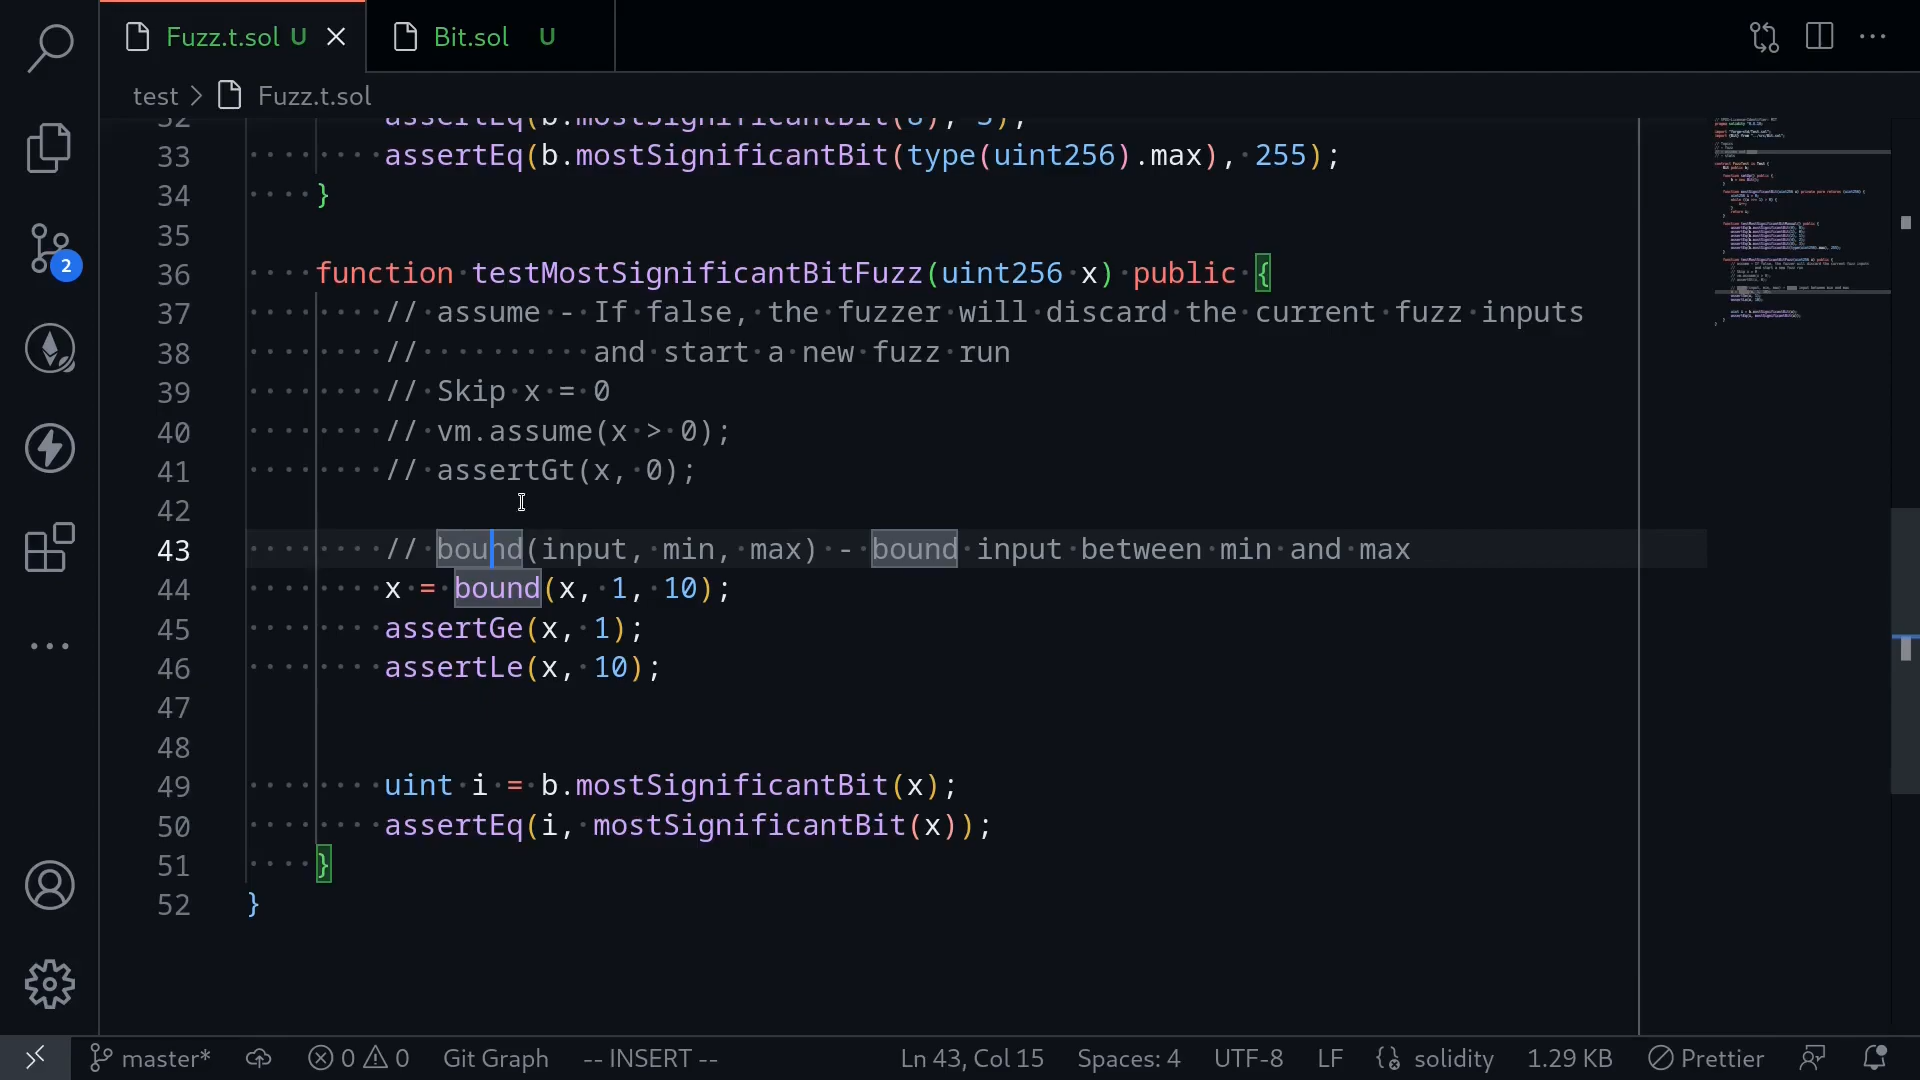 Fuzz.t.sol U
Bit.sol U
test > Fuzz.t.sol
32 assertEq(b.mostSignificantBit(8), 3);
33 assertEq(b.mostSignificantBit(type(uint256).max), 255);
34 }
35
36 function testMostSignificantBitFuzz(uint256 x) public {
37 // assume - If false, the fuzzer will discard the current fuzz inputs
38 // and start a new fuzz run
39 // Skip x = 0
40 // vm.assume(x > 0);
41 // assertGt(x, 0);
42
43 // bound(input, min, max) - bound input between min and max
44 x = bound(x, 1, 10);
45 assertGe(x, 1);
46 assertLe(x, 10);
47
48
49 uint i = b.mostSignificantBit(x);
50 assertEq(i, mostSignificantBit(x));
51 }
52 }
2
master* 0 0 Git Graph -- INSERT -- Ln 43, Col 15 Spaces: 4 UTF-8 LF solidity 1.29 KB Prettier